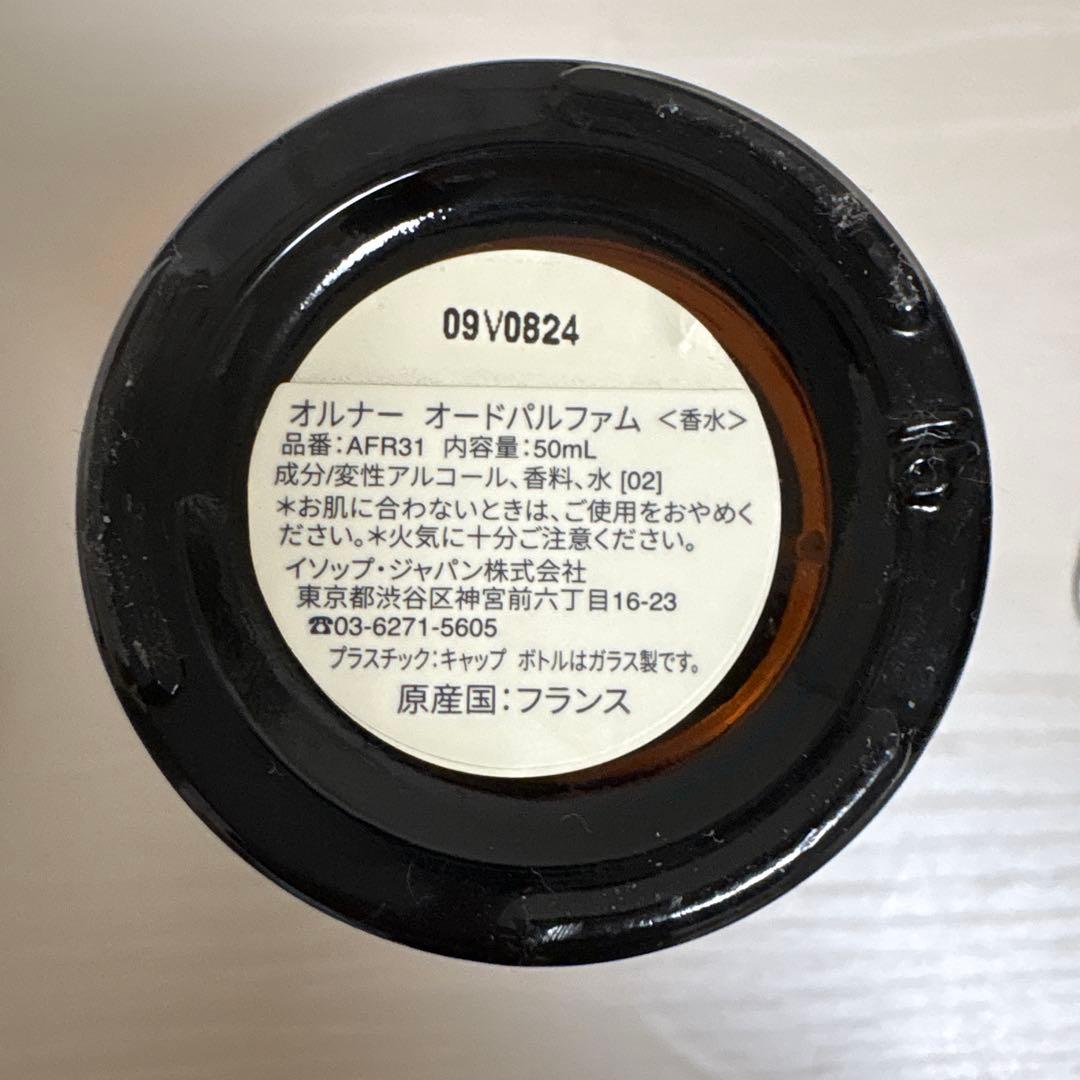 09V0824
オルナー オードパルファム <香水>
品番:AFR31 内容量:50mL
成分/変性アルコール、香料、水 [02]
*お肌に合わないときは、ご使用をおやめく
ださい。*火気に十分ご注意ください。
イソップ・ジャパン株式会社
東京都渋谷区神宮前六丁目16-23
☎03-6271-5605
プラスチック:キャップ ボトルはガラス製です。
原産国:フランス